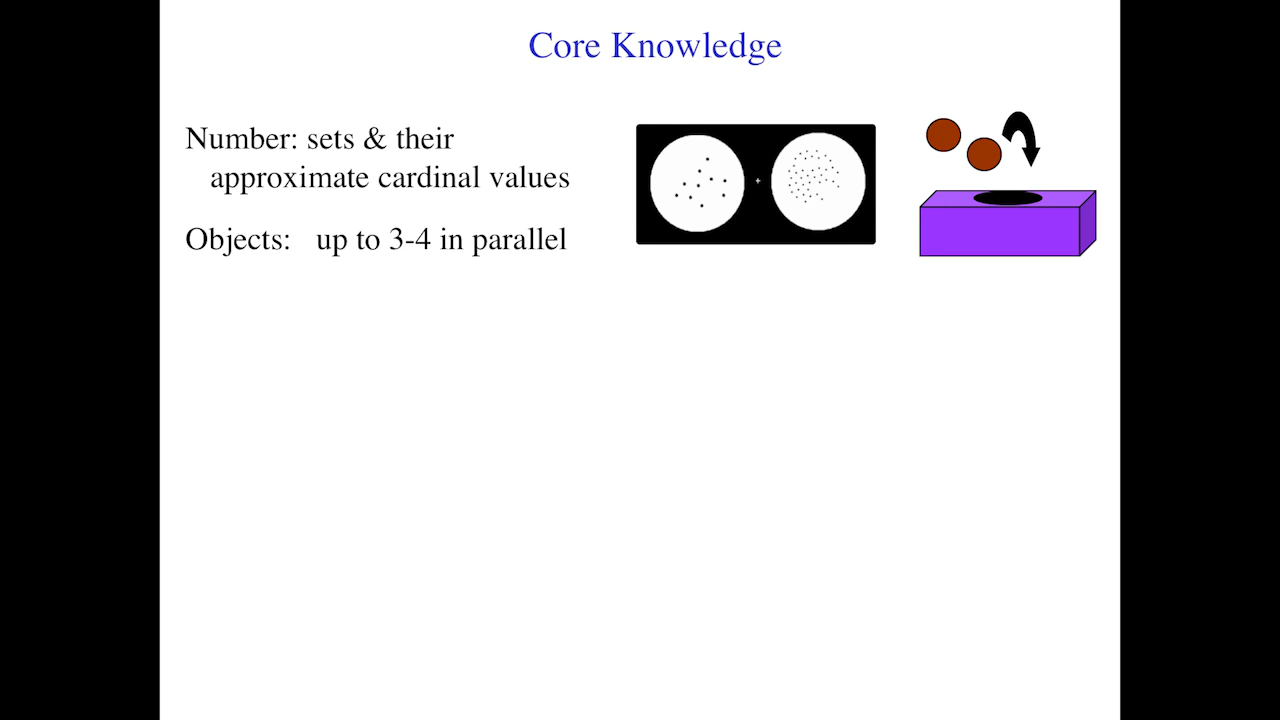 Core Knowledge
Number: sets & their
approximate cardinal values
Objects: up to 3-4 in parallel